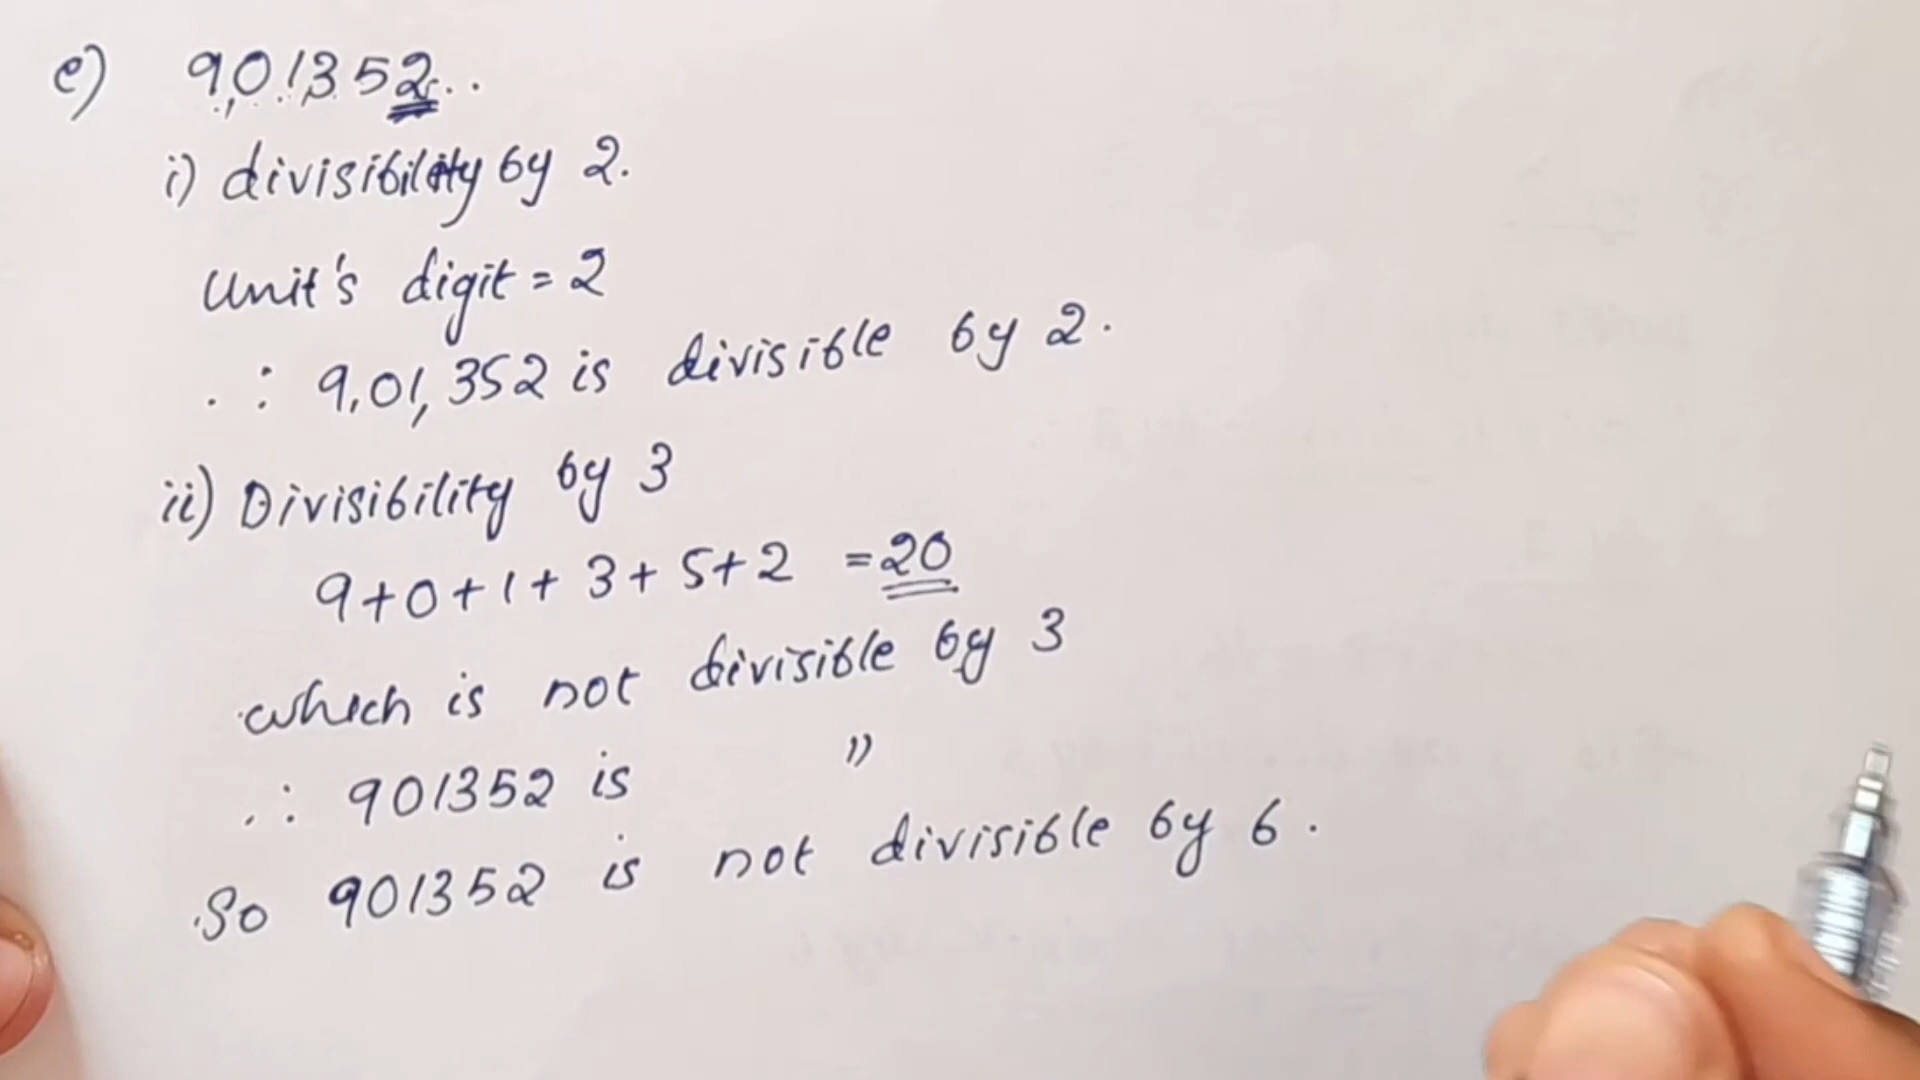 e) 901352..
i) divisibility by 2.
Unit's digit = 2
∴ 9,01,352 is divisible by 2.
ii) Divisibility by 3
9+0+1+3+5+2 = 20
which is not divisible by 3
∴ 901352 is "
So 901352 is not divisible by 6.